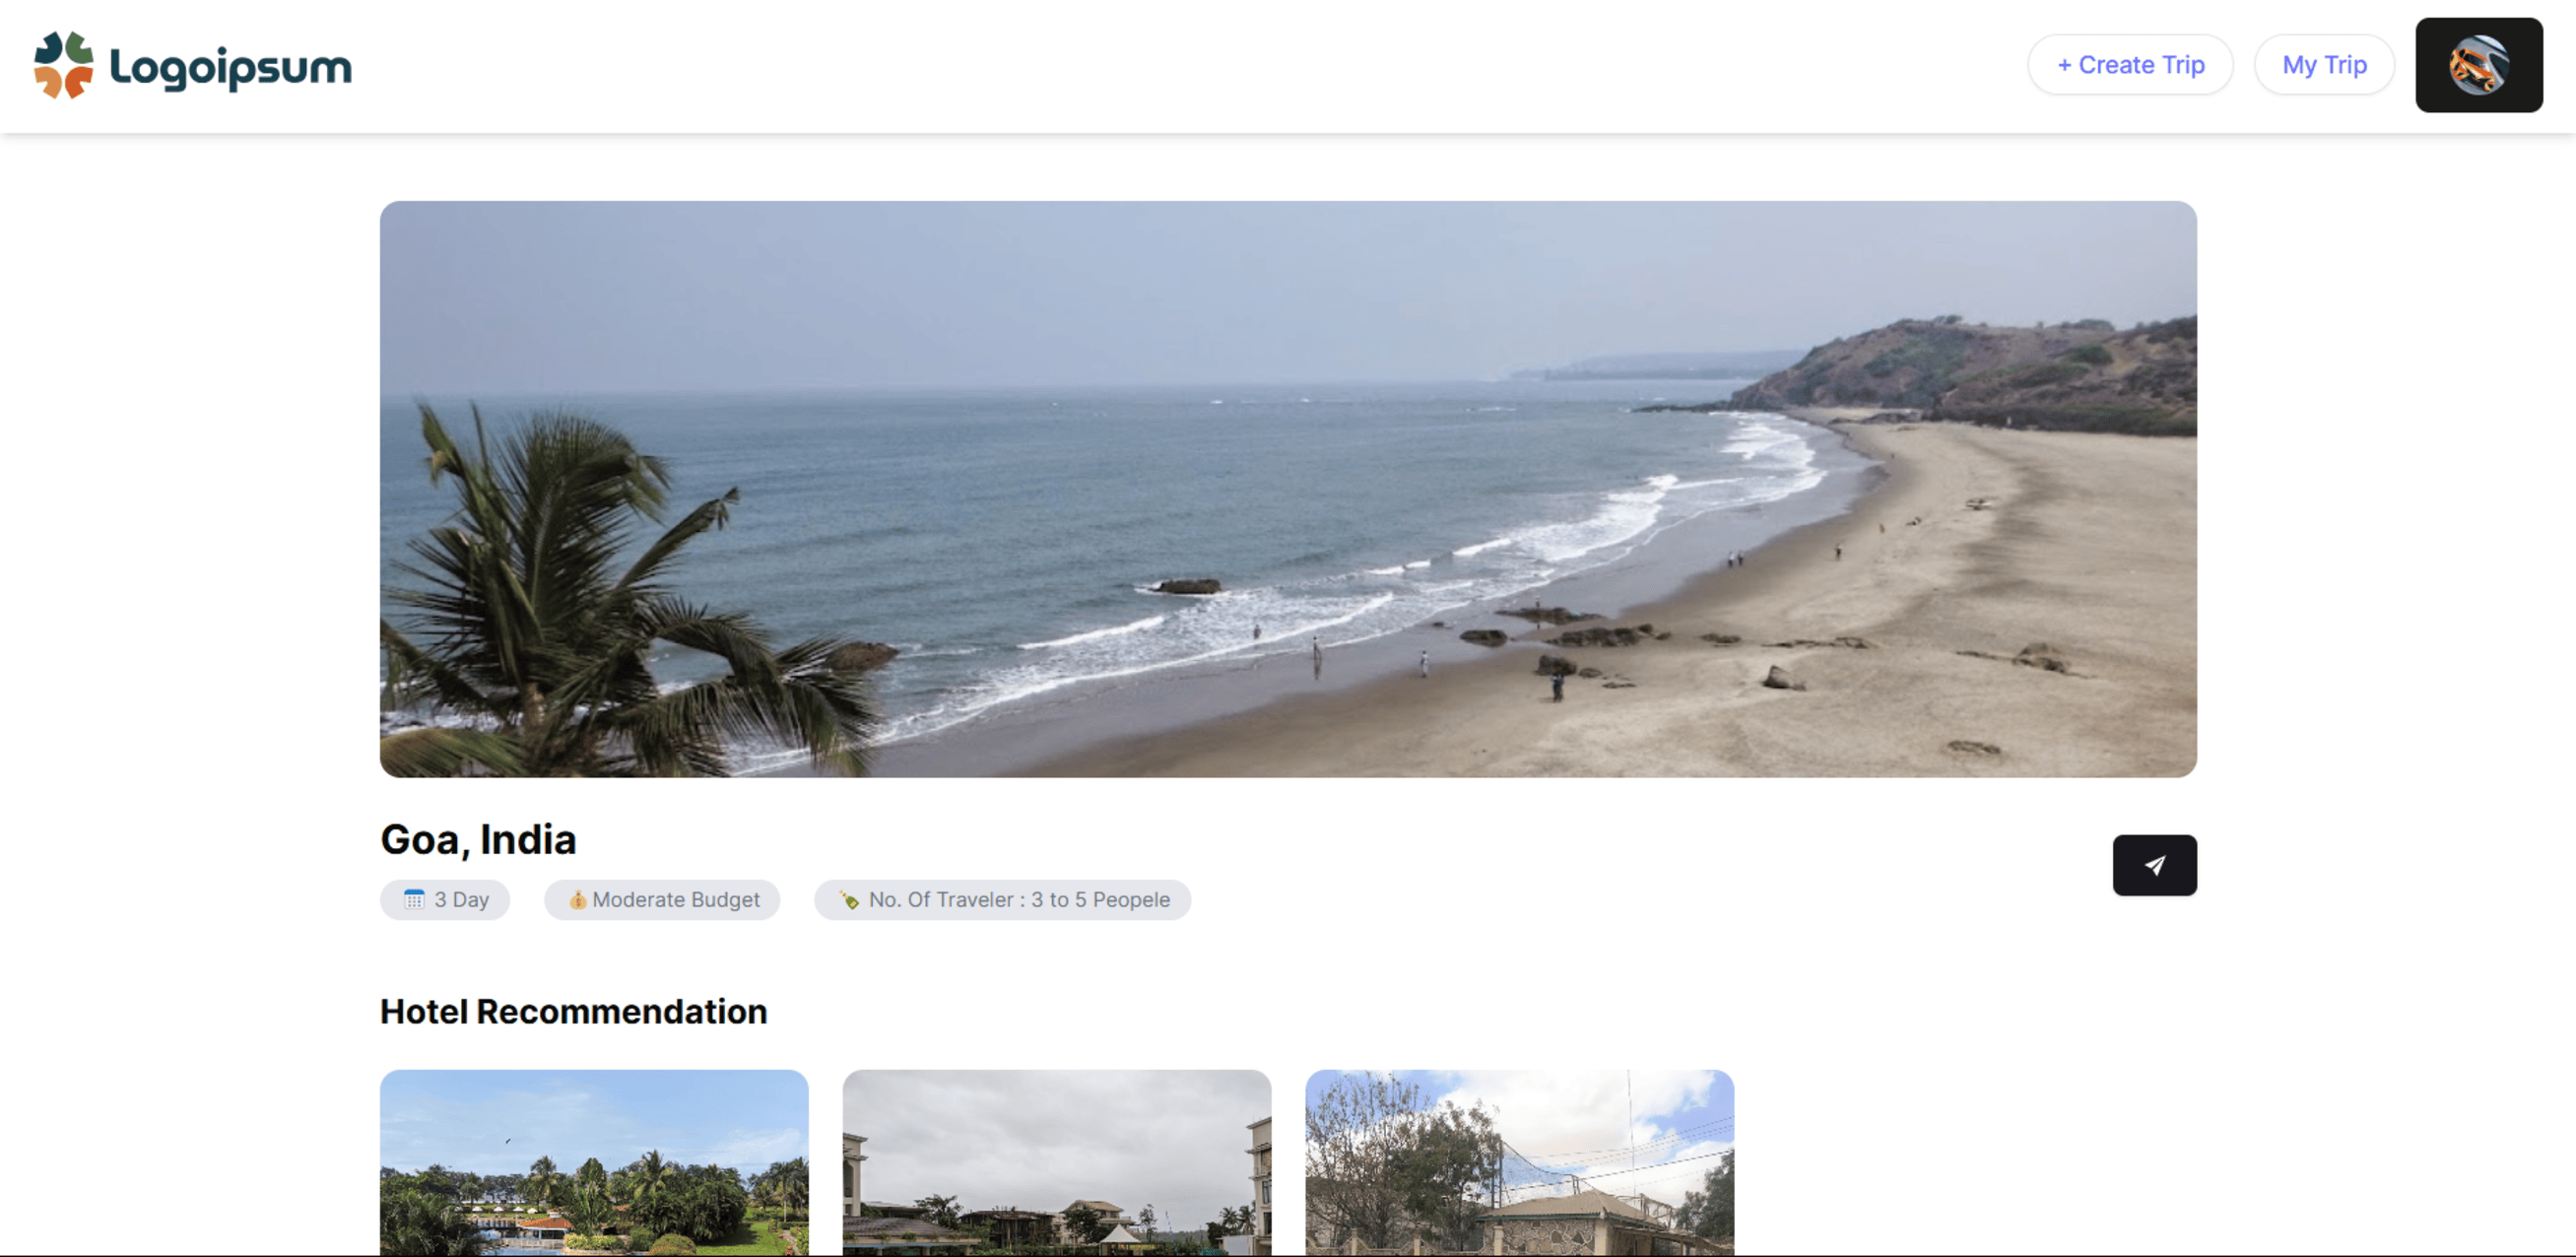 Logoipsum
+ Create Trip
My Trip
Goa, India
3 Day
Moderate Budget
No. Of Traveler : 3 to 5 Peopele
Hotel Recommendation